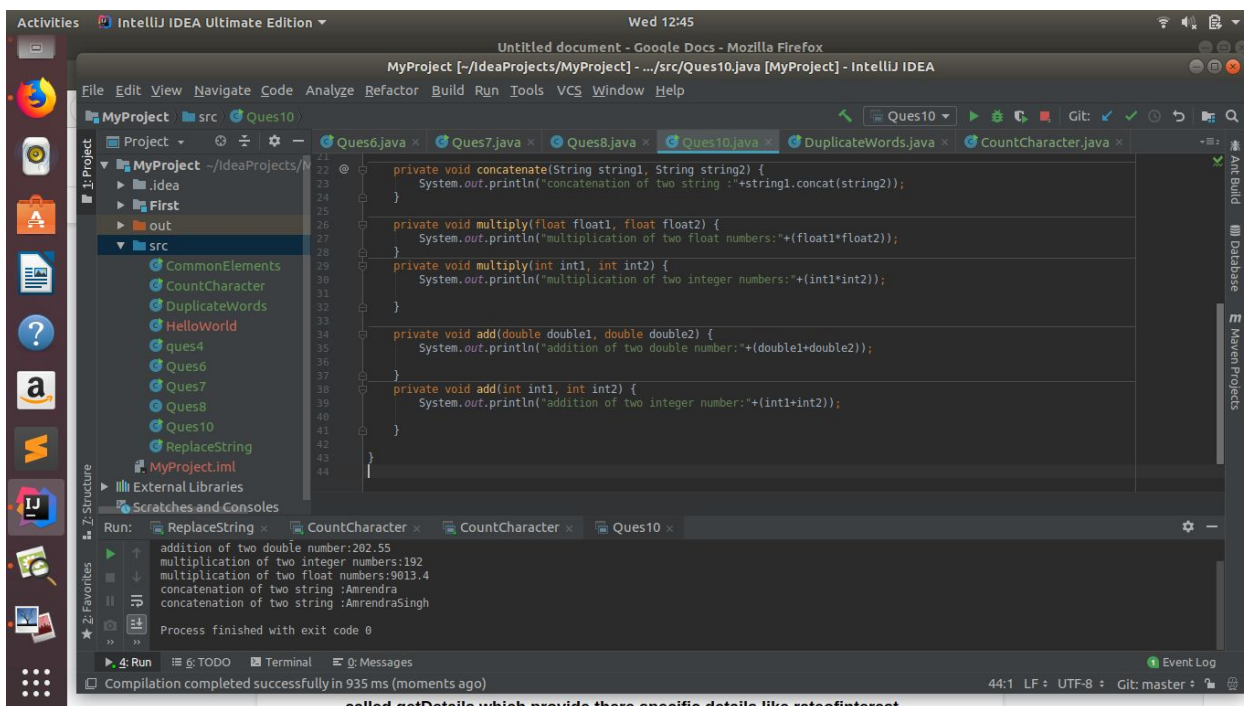 Activities IntelliJ IDEA Ultimate Edition Wed 12:45
Untitled document - Google Docs - Mozilla Firefox
MyProject [~/IdeaProjects/MyProject] - .../src/Ques10.java [MyProject] - IntelliJ IDEA
File Edit View Navigate Code Analyze Refactor Build Run Tools VCS Window Help
MyProject src Ques10 Ques10 Git:
Project Ques6.java Ques7.java Ques8.java Ques10.java DuplicateWords.java CountCharacter.java
1: Project
MyProject ~/IdeaProjects/M
.idea
First
out
src
CommonElements
CountCharacter
DuplicateWords
HelloWorld
ques4
Ques6
Ques7
Ques8
Ques10
ReplaceString
MyProject.iml
External Libraries
Scratches and Consoles
21
22 @ private void concatenate(String string1, String string2) {
23 System.out.println("concatenation of two string :"+string1.concat(string2));
24 }
25
26 private void multiply(float float1, float float2) {
27 System.out.println("multiplication of two float numbers:"+(float1*float2));
28 }
29 private void multiply(int int1, int int2) {
30 System.out.println("multiplication of two integer numbers:"+(int1*int2));
31
32 }
33
34 private void add(double double1, double double2) {
35 System.out.println("addition of two double number:"+(double1+double2));
36
37 }
38 private void add(int int1, int int2) {
39 System.out.println("addition of two integer number:"+(int1+int2));
40
41 }
42
43 }
44
Ant Build
Database
m Maven Projects
Z: Structure
2: Favorites
Run: ReplaceString CountCharacter CountCharacter Ques10
addition of two double number:202.55
multiplication of two integer numbers:192
multiplication of two float numbers:9013.4
concatenation of two string :Amrendra
concatenation of two string :AmrendraSingh
Process finished with exit code 0
4: Run 6: TODO Terminal 0: Messages 1 Event Log
Compilation completed successfully in 935 ms (moments ago) 44:1 LF UTF-8 Git: master
called getDetails which provide there specific details like rateofinterest